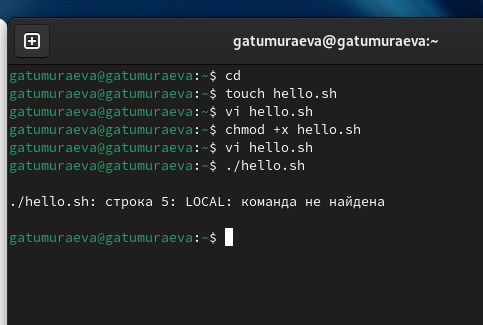 gatumuraeva@gatumuraeva:~
gatumuraeva@gatumuraeva:~$ cd
gatumuraeva@gatumuraeva:~$ touch hello.sh
gatumuraeva@gatumuraeva:~$ vi hello.sh
gatumuraeva@gatumuraeva:~$ chmod +x hello.sh
gatumuraeva@gatumuraeva:~$ vi hello.sh
gatumuraeva@gatumuraeva:~$ ./hello.sh
./hello.sh: строка 5: LOCAL: команда не найдена
gatumuraeva@gatumuraeva:~$